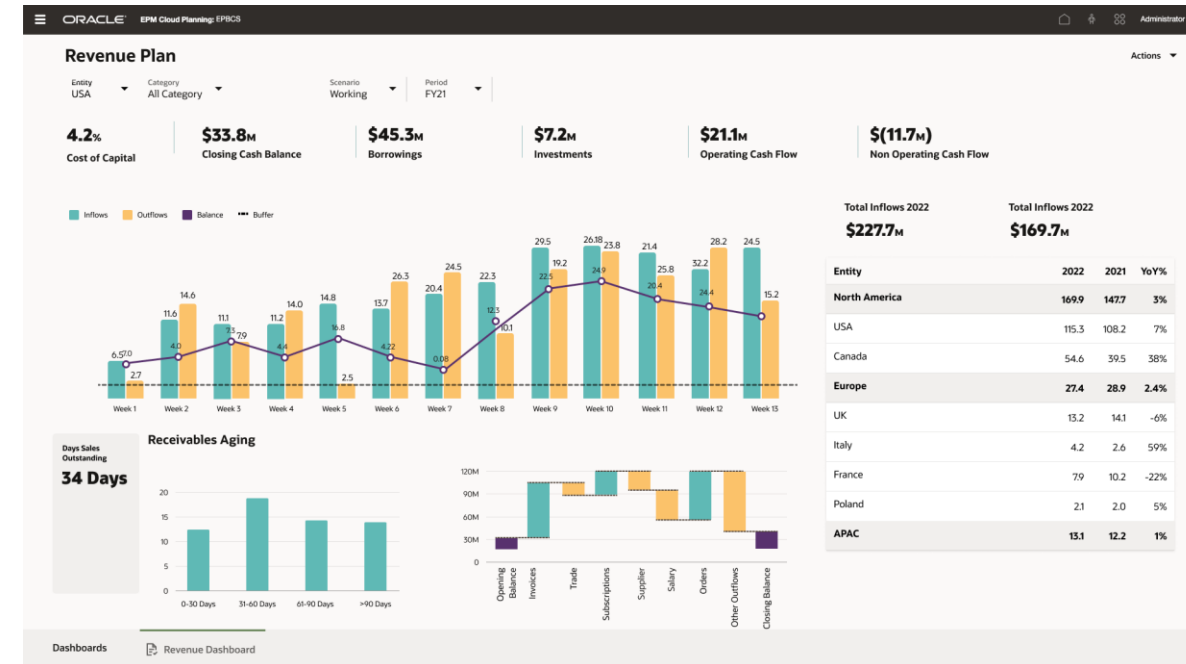 ORACLE EPM Cloud Planning: EPBCS Administrator
Revenue Plan
Actions
Entity Category Scenario Period
USA All Category Working FY21
4.2% $33.8M $45.3M $7.2M $21.1M $(11.7M)
Cost of Capital Closing Cash Balance Borrowings Investments Operating Cash Flow Non Operating Cash Flow
Inflows Outflows Balance Buffer
6.5 7.0 2.7
11.6 4.0 14.6
11.1 7.3 7.9
11.2 4.4 14.0
14.8 16.8 2.5
13.7 4.22 26.3
20.4 0.08 24.5
22.3 12.3 10.1
29.5 22.5 19.2
26.18 24.9 23.8
21.4 20.4 25.8
32.2 24.4 28.2
24.5 15.2
Week 1 Week 2 Week 3 Week 4 Week 5 Week 6 Week 7 Week 8 Week 9 Week 10 Week 11 Week 12 Week 13
Total Inflows 2022 Total Inflows 2022
$227.7M $169.7M
Entity 2022 2021 YoY%
North America 169.9 147.7 3%
USA 115.3 108.2 7%
Canada 54.6 39.5 38%
Europe 27.4 28.9 2.4%
UK 13.2 14.1 -6%
Italy 4.2 2.6 59%
France 7.9 10.2 -22%
Poland 2.1 2.0 5%
APAC 13.1 12.2 1%
Days Sales
Outstanding
34 Days
Receivables Aging
20
15
10
5
0
0-30 Days 31-60 Days 61-90 Days >90 Days
120M
90M
60M
30M
0
Opening
Balance
Invoices
Trade
Subscriptions
Supplier
Salary
Orders
Other Outflows
Closing Balance
Dashboards Revenue Dashboard